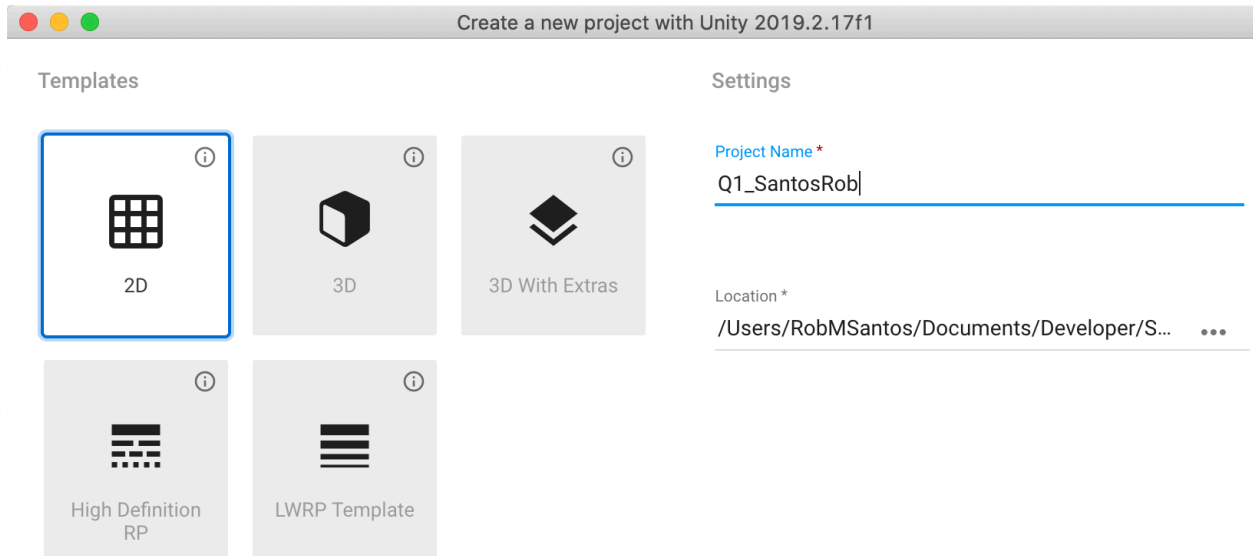 Create a new project with Unity 2019.2.17f1
Templates
Settings
2D
3D
3D With Extras
Project Name *
Q1_SantosRob
Location *
/Users/RobMSantos/Documents/Developer/S...
High Definition
RP
LWRP Template